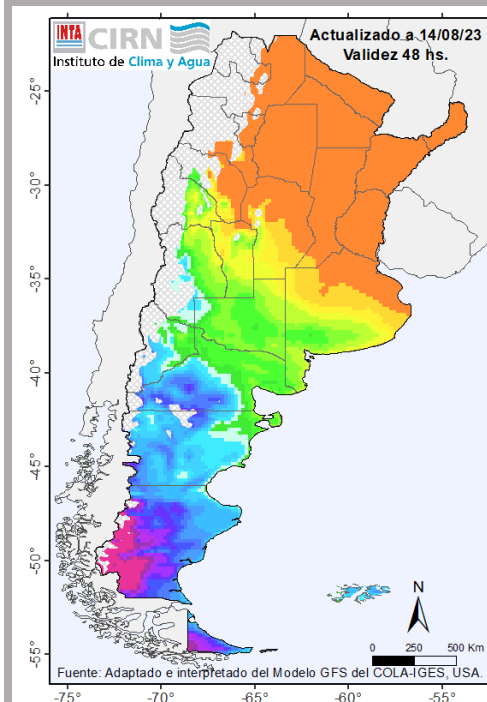 INTA CIRN
Instituto de Clima y Agua
Actualizado a 14/08/23
Validez 48 hs.
-25°
-30°
-35°
-40°
-45°
-50°
-55°
N
0 250 500 Km
Fuente: Adaptado e interpretado del Modelo GFS del COLA-IGES, USA.
-75° -70° -65° -60° -55°